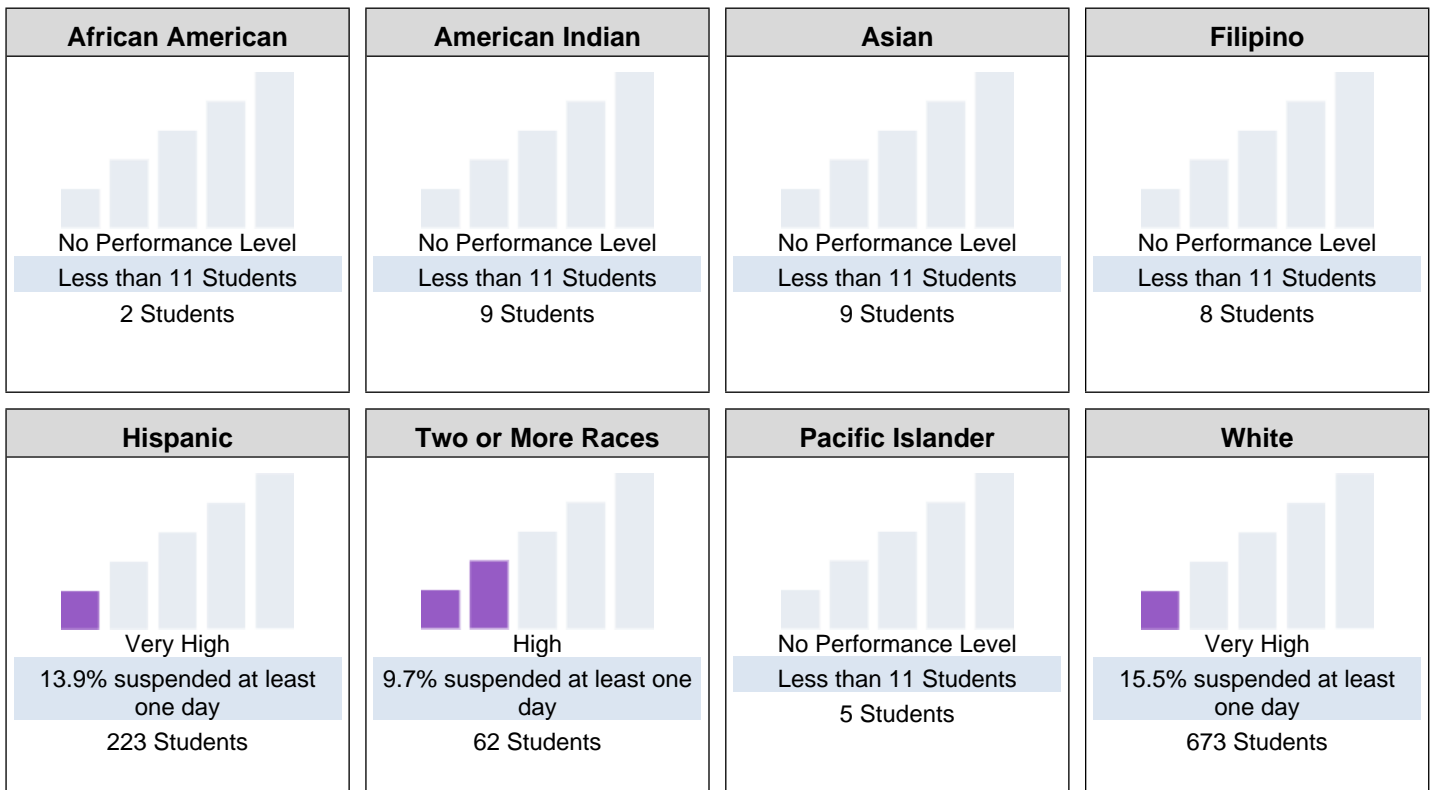 African American
No Performance Level
Less than 11 Students
2 Students
American Indian
No Performance Level
Less than 11 Students
9 Students
Asian
No Performance Level
Less than 11 Students
9 Students
Filipino
No Performance Level
Less than 11 Students
8 Students
Hispanic
Very High
13.9% suspended at least
one day
223 Students
Two or More Races
High
9.7% suspended at least one
day
62 Students
Pacific Islander
No Performance Level
Less than 11 Students
5 Students
White
Very High
15.5% suspended at least
one day
673 Students